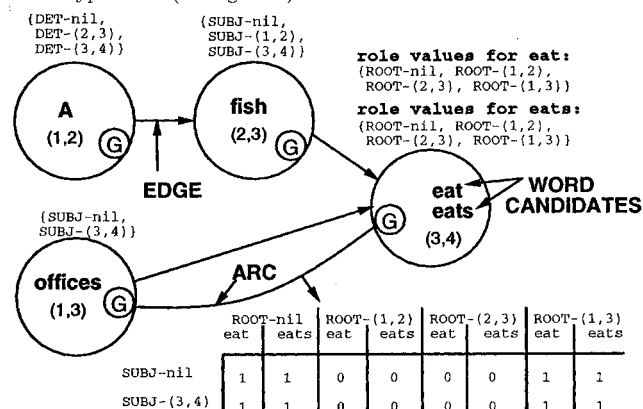 {DET-nil,
DET-(2,3),
DET-(3,4)}
{SUBJ-nil,
SUBJ-(1,2),
SUBJ-(3,4)}
role values for eat:
{ROOT-nil, ROOT-(1,2),
ROOT-(2,3), ROOT-(1,3)}
role values for eats:
{ROOT-nil, ROOT-(1,2),
ROOT-(2,3), ROOT-(1,3)}
A
(1,2)
G
fish
(2,3)
G
EDGE
eat
eats
(3,4)
G
WORD
CANDIDATES
{SUBJ-nil,
SUBJ-(3,4)}
offices
(1,3)
G
ARC
ROOT-nil ROOT-(1,2) ROOT-(2,3) ROOT-(1,3)
eat eats eat eats eat eats eat eats
SUBJ-nil 1 1 0 0 0 0 1 1
SUBJ-(3,4) 1 1 0 0 0 0 1 1